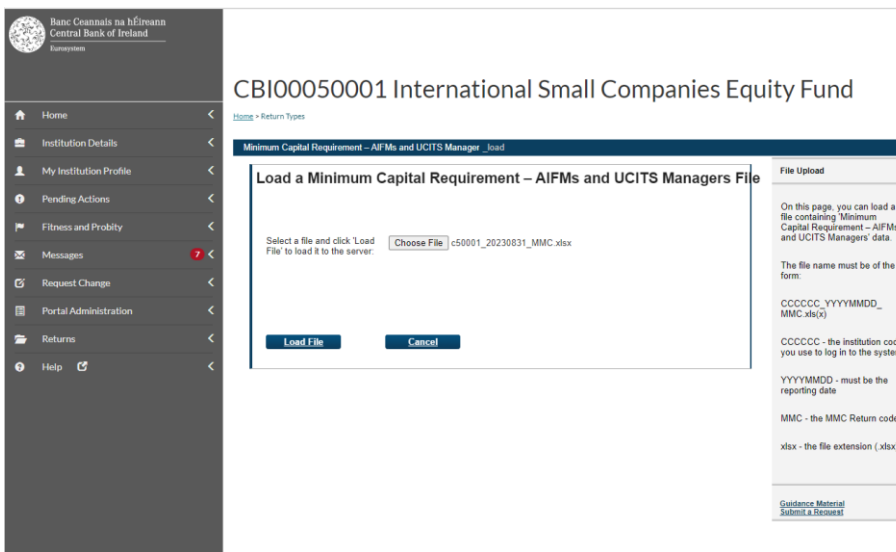 Banc Ceannais na hÉireann
Central Bank of Ireland
Eurosystem
CBI00050001 International Small Companies Equity Fund
Home > Return Types
Home
Institution Details
My Institution Profile
Pending Actions
Fitness and Probity
Messages 7
Request Change
Portal Administration
Returns
Help
Minimum Capital Requirement – AIFMs and UCITS Manager _load
Load a Minimum Capital Requirement – AIFMs and UCITS Managers File
Select a file and click 'Load
File' to load it to the server:
Choose File c50001_20230831_MMC.xlsx
Load File Cancel
File Upload
On this page, you can load a
file containing 'Minimum
Capital Requirement – AIFMs
and UCITS Managers' data.
The file name must be of the
form:
CCCCCC_YYYYMMDD_
MMC.xls(x)
CCCCCC - the institution cod
you use to log in to the syste
YYYYMMDD - must be the
reporting date
MMC - the MMC Return code
xlsx - the file extension (.xlsx
Guidance Material
Submit a Request